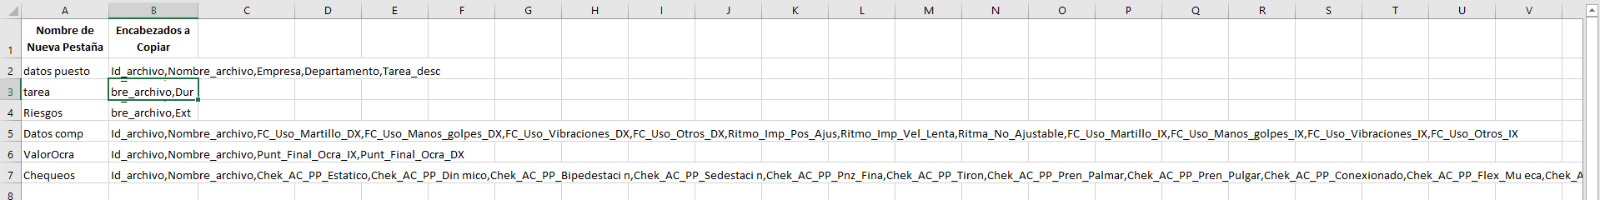 A B C D E F G H I J K L M N O P Q R S T U V
1 Nombre de Nueva Pestaña Encabezados a Copiar
2 datos puesto Id_archivo,Nombre_archivo,Empresa,Departamento,Tarea_desc
3 tarea bre_archivo,Dur
4 Riesgos bre_archivo,Ext
5 Datos comp Id_archivo,Nombre_archivo,FC_Uso_Martillo_DX,FC_Uso_Manos_golpes_DX,FC_Uso_Vibraciones_DX,FC_Uso_Otros_DX,Ritmo_Imp_Pos_Ajus,Ritmo_Imp_Vel_Lenta,Ritma_No_Ajustable,FC_Uso_Martillo_IX,FC_Uso_Manos_golpes_IX,FC_Uso_Vibraciones_IX,FC_Uso_Otros_IX
6 ValorOcra Id_archivo,Nombre_archivo,Punt_Final_Ocra_IX,Punt_Final_Ocra_DX
7 Chequeos Id_archivo,Nombre_archivo,Chek_AC_PP_Estatico,Chek_AC_PP_Din mico,Chek_AC_PP_Bipedestaci n,Chek_AC_PP_Sedestaci n,Chek_AC_PP_Pnz_Fina,Chek_AC_PP_Tiron,Chek_AC_PP_Pren_Palmar,Chek_AC_PP_Pren_Pulgar,Chek_AC_PP_Conexionado,Chek_AC_PP_Flex_Mu eca,Chek_A
8